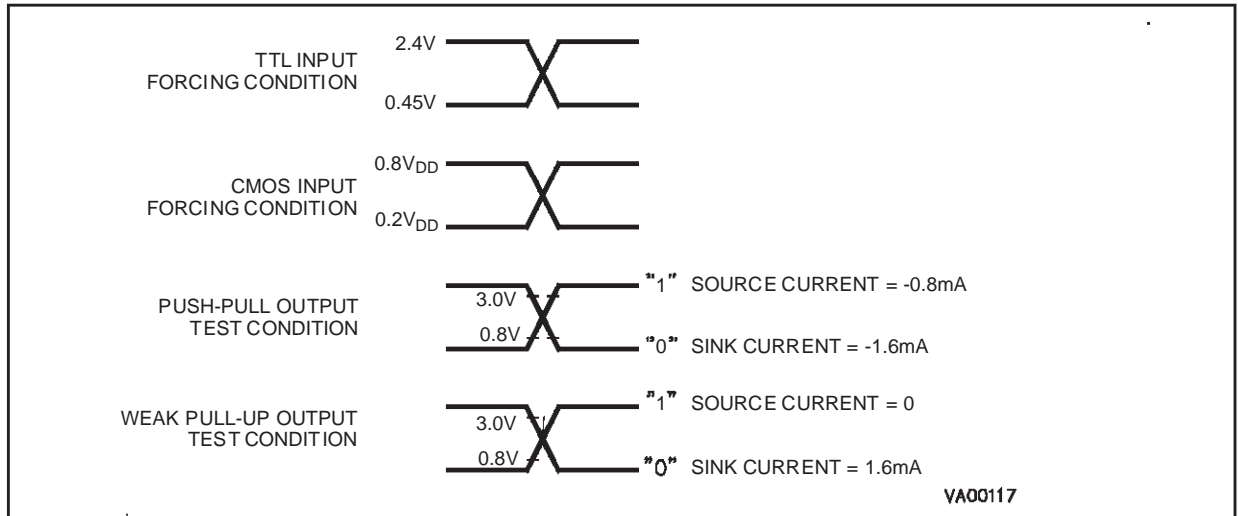 2.4V
TTL INPUT
FORCING CONDITION
0.45V
0.8VDD
CMOS INPUT
FORCING CONDITION
0.2VDD
"1" SOURCE CURRENT = -0.8mA
3.0V
PUSH-PULL OUTPUT
TEST CONDITION
0.8V
"0" SINK CURRENT = -1.6mA
"1" SOURCE CURRENT = 0
3.0V
WEAK PULL-UP OUTPUT
TEST CONDITION
0.8V
"0" SINK CURRENT = 1.6mA
VA00117